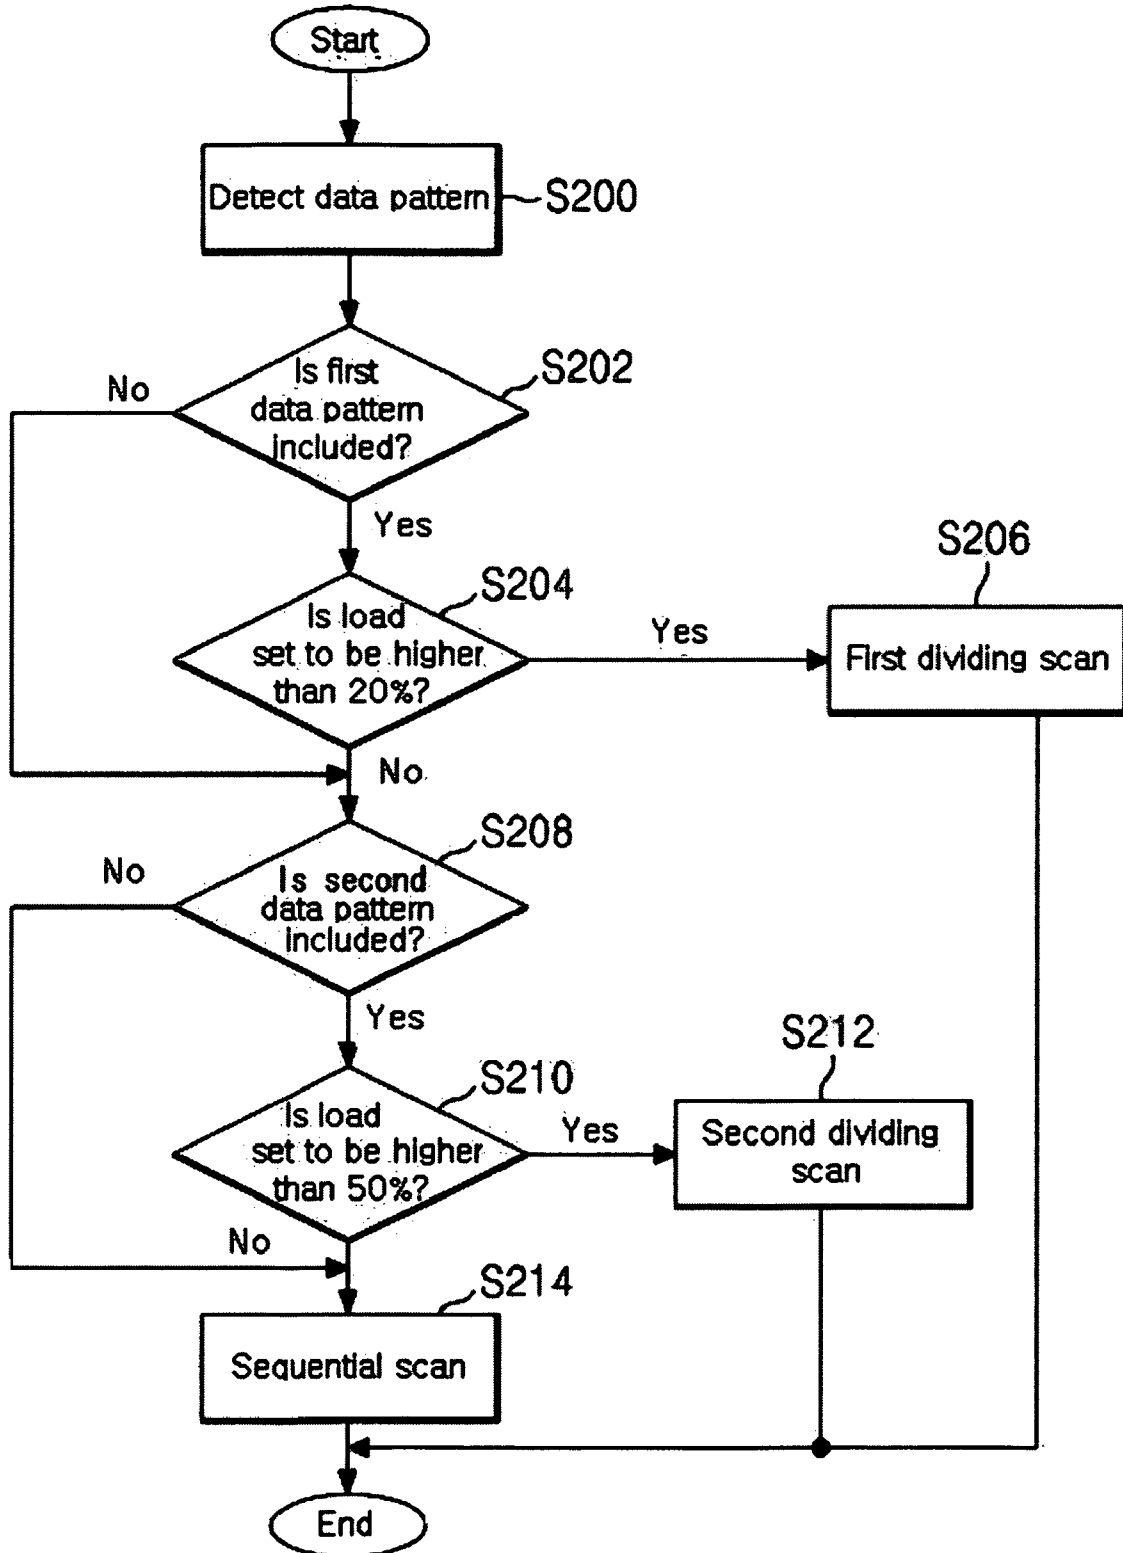 Start
Detect data pattern
S200
Is first
data pattern
included?
S202
No
Yes
Is load
set to be higher
than 20%?
S204
Yes
S206
First dividing scan
No
Is second
data pattern
included?
S208
No
Yes
Is load
set to be higher
than 50%?
S210
Yes
S212
Second dividing
scan
No
S214
Sequential scan
End